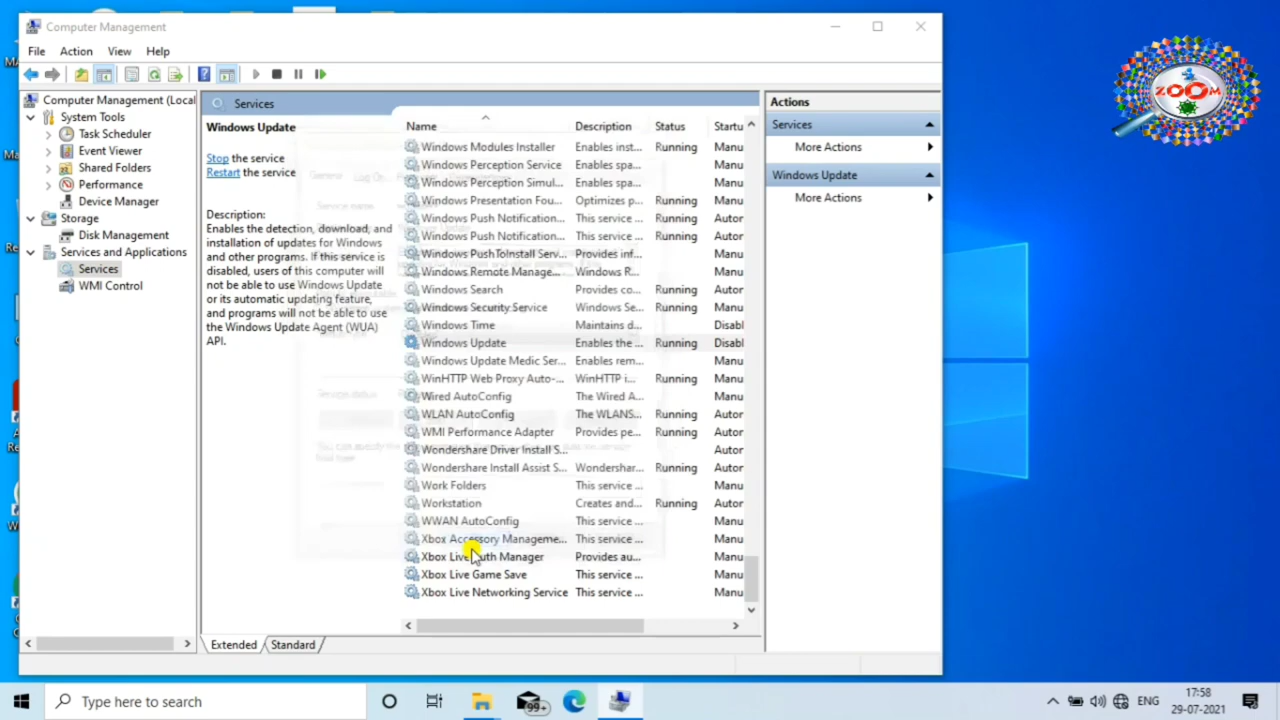 Computer Management
File Action View Help
Computer Management (Local
System Tools
Task Scheduler
Event Viewer
Shared Folders
Performance
Device Manager
Storage
Disk Management
Services and Applications
Services
WMI Control
Services
Windows Update
Stop the service
Restart the service
Description:
Enables the detection, download, and
installation of updates for Windows
and other programs. If this service is
disabled, users of this computer will
not be able to use Windows Update
or its automatic updating feature,
and programs will not be able to use
the Windows Update Agent (WUA)
API.
Name Description Status Startu
Windows Modules Installer Enables inst... Running Manu
Windows Perception Service Enables spa... Manu
Windows Perception Simul... Enables spa... Manu
Windows Presentation Fou... Optimizes p... Running Manu
Windows Push Notification... This service ... Running Autor
Windows Push Notification... This service ... Running Autor
Windows PushToInstall Serv... Provides inf... Manu
Windows Remote Manage... Windows R... Manu
Windows Search Provides co... Running Autor
Windows Security Service Windows Se... Running Manu
Windows Time Maintains d... Disabl
Windows Update Enables the ... Running Disabl
Windows Update Medic Ser... Enables rem... Manu
WinHTTP Web Proxy Auto-... WinHTTP i... Running Manu
Wired AutoConfig The Wired A... Manu
WLAN AutoConfig The WLANS... Running Autor
WMI Performance Adapter Provides pe... Running Manu
Wondershare Driver Install S... Autor
Wondershare Install Assist S... Wondershar... Running Autor
Work Folders This service ... Manu
Workstation Creates and... Running Autor
WWAN AutoConfig This service ... Manu
Xbox Accessory Manageme... This service ... Manu
Xbox Live Auth Manager Provides au... Manu
Xbox Live Game Save This service ... Manu
Xbox Live Networking Service This service ... Manu
Extended Standard
Actions
Services
More Actions
Windows Update
More Actions
ZOOM
Type here to search
99+
ENG
17:58
29-07-2021